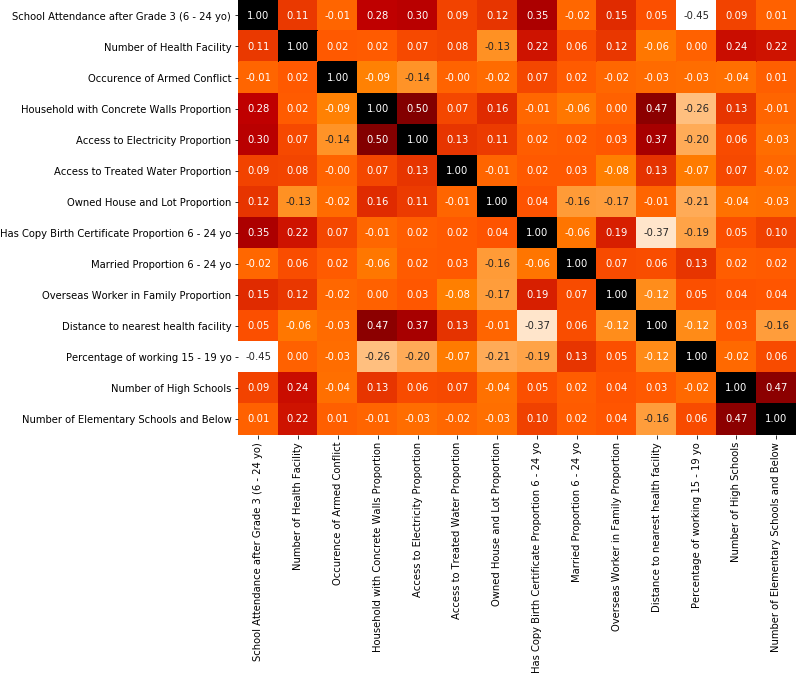 School Attendance after Grade 3 (6 - 24 yo) 1.00 0.11 -0.01 0.28 0.30 0.09 0.12 0.35 -0.02 0.15 0.05 -0.45 0.09 0.01
Number of Health Facility 0.11 1.00 0.02 0.02 0.07 0.08 -0.13 0.22 0.06 0.12 -0.06 0.00 0.24 0.22
Occurence of Armed Conflict -0.01 0.02 1.00 -0.09 -0.14 -0.00 -0.02 0.07 0.02 -0.02 -0.03 -0.03 -0.04 0.01
Household with Concrete Walls Proportion 0.28 0.02 -0.09 1.00 0.50 0.07 0.16 -0.01 -0.06 0.00 0.47 -0.26 0.13 -0.01
Access to Electricity Proportion 0.30 0.07 -0.14 0.50 1.00 0.13 0.11 0.02 0.02 0.03 0.37 -0.20 0.06 -0.03
Access to Treated Water Proportion 0.09 0.08 -0.00 0.07 0.13 1.00 -0.01 0.02 0.03 -0.08 0.13 -0.07 0.07 -0.02
Owned House and Lot Proportion 0.12 -0.13 -0.02 0.16 0.11 -0.01 1.00 0.04 -0.16 -0.17 -0.01 -0.21 -0.04 -0.03
Has Copy Birth Certificate Proportion 6 - 24 yo 0.35 0.22 0.07 -0.01 0.02 0.02 0.04 1.00 -0.06 0.19 -0.37 -0.19 0.05 0.10
Married Proportion 6 - 24 yo -0.02 0.06 0.02 -0.06 0.02 0.03 -0.16 -0.06 1.00 0.07 0.06 0.13 0.02 0.02
Overseas Worker in Family Proportion 0.15 0.12 -0.02 0.00 0.03 -0.08 -0.17 0.19 0.07 1.00 -0.12 0.05 0.04 0.04
Distance to nearest health facility 0.05 -0.06 -0.03 0.47 0.37 0.13 -0.01 -0.37 0.06 -0.12 1.00 -0.12 0.03 -0.16
Percentage of working 15 - 19 yo -0.45 0.00 -0.03 -0.26 -0.20 -0.07 -0.21 -0.19 0.13 0.05 -0.12 1.00 -0.02 0.06
Number of High Schools 0.09 0.24 -0.04 0.13 0.06 0.07 -0.04 0.05 0.02 0.04 0.03 -0.02 1.00 0.47
Number of Elementary Schools and Below 0.01 0.22 0.01 -0.01 -0.03 -0.02 -0.03 0.10 0.02 0.04 -0.16 0.06 0.47 1.00
School Attendance after Grade 3 (6 - 24 yo)
Number of Health Facility
Occurence of Armed Conflict
Household with Concrete Walls Proportion
Access to Electricity Proportion
Access to Treated Water Proportion
Owned House and Lot Proportion
Has Copy Birth Certificate Proportion 6 - 24 yo
Married Proportion 6 - 24 yo
Overseas Worker in Family Proportion
Distance to nearest health facility
Percentage of working 15 - 19 yo
Number of High Schools
Number of Elementary Schools and Below